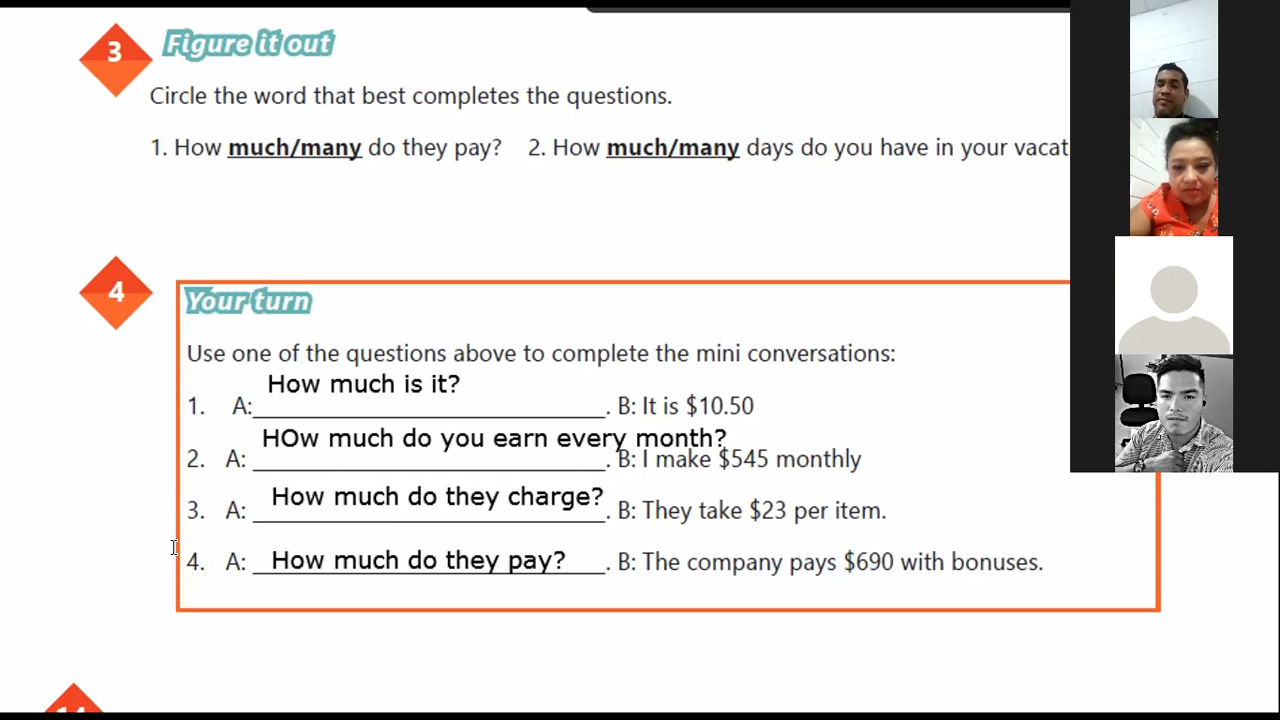 3
Figure it out
Circle the word that best completes the questions.
1. How much/many do they pay? 2. How much/many days do you have in your vacat
4
Your turn
Use one of the questions above to complete the mini conversations:
How much is it?
1. A:______________________________. B: It is $10.50
HOw much do you earn every month?
2. A: ______________________________. B: I make $545 monthly
How much do they charge?
3. A: ______________________________. B: They take $23 per item.
4. A: How much do they pay? . B: The company pays $690 with bonuses.